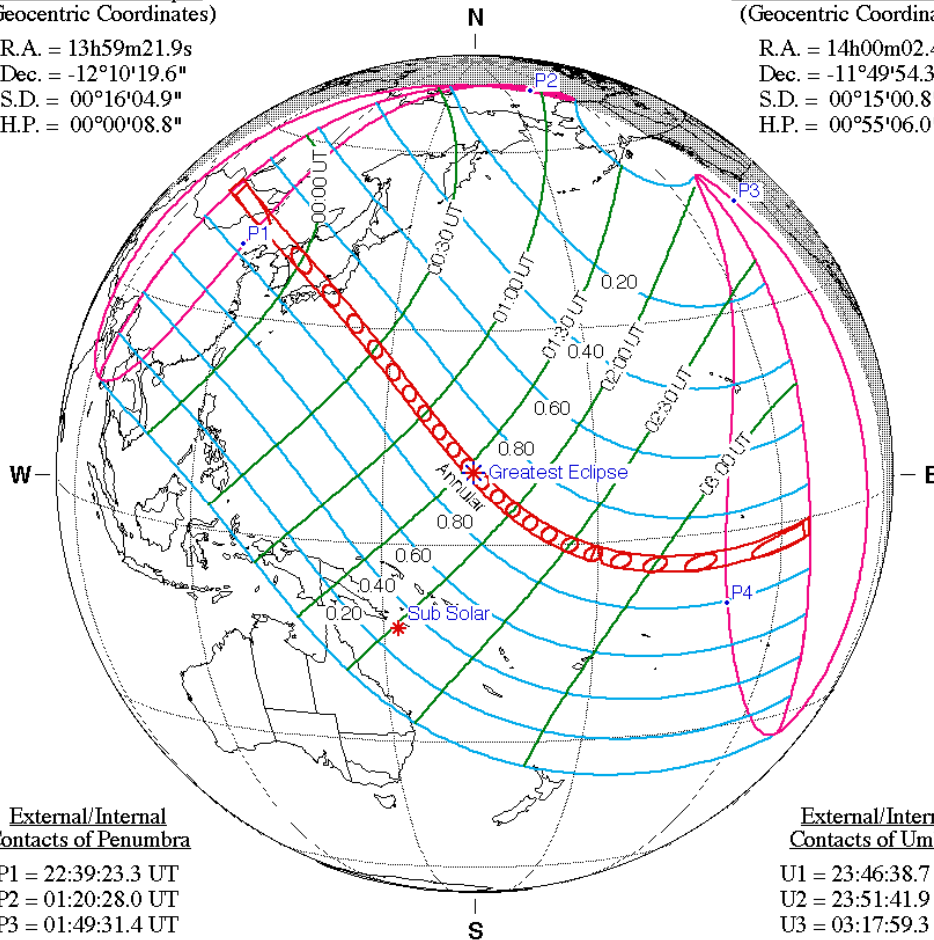 Geocentric Coordinates)
R.A. = 13h59m21.9s
Dec. = -12°10'19.6"
S.D. = 00°16'04.9"
H.P. = 00°00'08.8"
N
(Geocentric Coordina
R.A. = 14h00m02.4
Dec. = -11°49'54.3
S.D. = 00°15'00.8
H.P. = 00°55'06.0
P2
P3
P1
00:00 UT
00:30 UT
01:00 UT
01:30 UT
02:00 UT
02:30 UT
03:00 UT
0.20
0.40
0.60
0.80
W
Greatest Eclipse
E
Annular
0.80
0.60
0.40
0.20
Sub Solar
P4
External/Internal
Contacts of Penumbra
P1 = 22:39:23.3 UT
P2 = 01:20:28.0 UT
P3 = 01:49:31.4 UT
S
External/Intern
Contacts of Um
U1 = 23:46:38.7
U2 = 23:51:41.9
U3 = 03:17:59.3